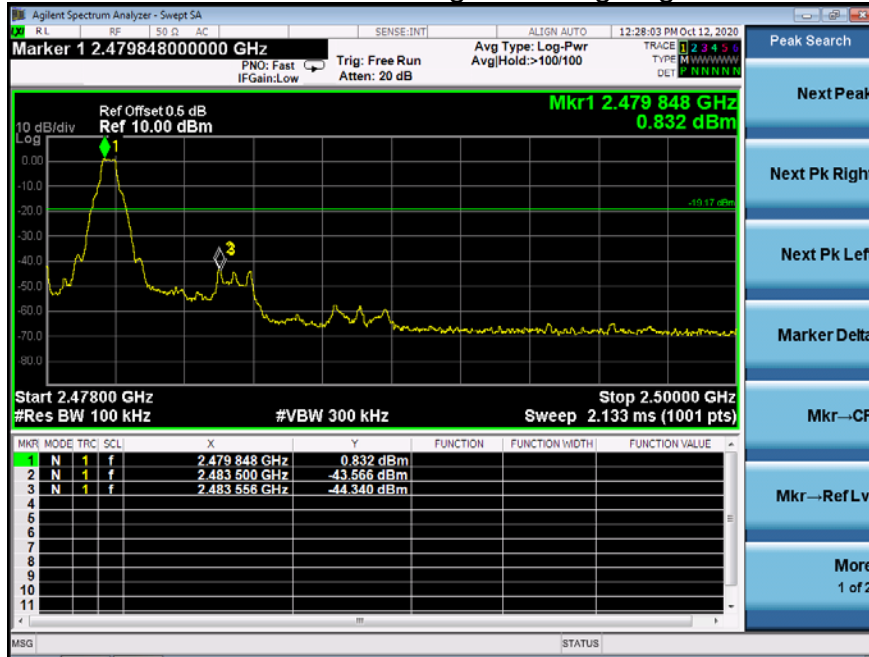 Agilent Spectrum Analyzer - Swept SA
RL RF 50 Ω AC SENSE:INT ALIGN AUTO 12:28:03 PM Oct 12, 2020
Marker 1 2.479848000000 GHz
PNO: Fast
IFGain:Low
Trig: Free Run
Atten: 20 dB
Avg Type: Log-Pwr
Avg|Hold:>100/100
TRACE 1 2 3 4 5 6
TYPE M WWWWW
DET P N N N N N
Peak Search
Next Peak
Next Pk Righ
Next Pk Lef
Marker Delta
Mkr→CF
Mkr→Ref Lv
More
1 of 2
Ref Offset 0.5 dB
10 dB/div Ref 10.00 dBm
Log
Mkr1 2.479 848 GHz
0.832 dBm
0.00
-10.0
-20.0
-30.0
-40.0
-50.0
-60.0
-70.0
-80.0
1
-19.17 dBm
3
Start 2.47800 GHz Stop 2.50000 GHz
#Res BW 100 kHz #VBW 300 kHz Sweep 2.133 ms (1001 pts)
MKR MODE TRC SCL X Y FUNCTION FUNCTION WIDTH FUNCTION VALUE
1 N 1 f 2.479 848 GHz 0.832 dBm
2 N 1 f 2.483 500 GHz -43.566 dBm
3 N 1 f 2.483 556 GHz -44.340 dBm
4
5
6
7
8
9
10
11
MSG STATUS